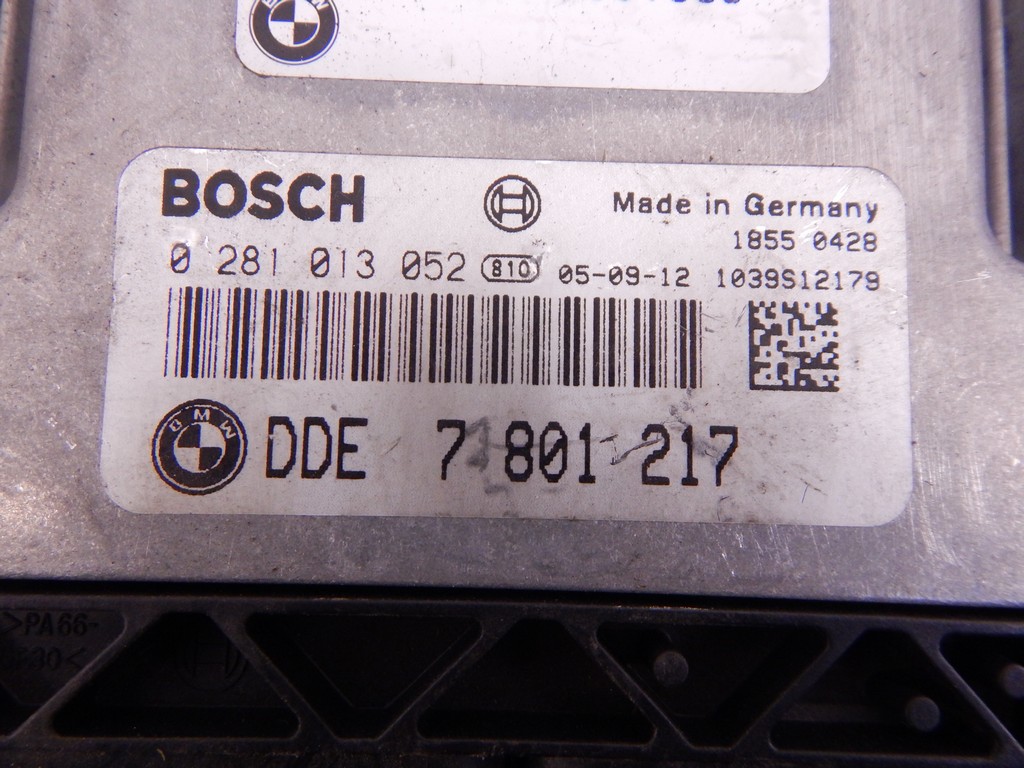 BOSCH
Made in Germany
1855 0428
0 281 013 052 810 05-09-12 1039S12179
BMW DDE 7 801 217
>PA66-